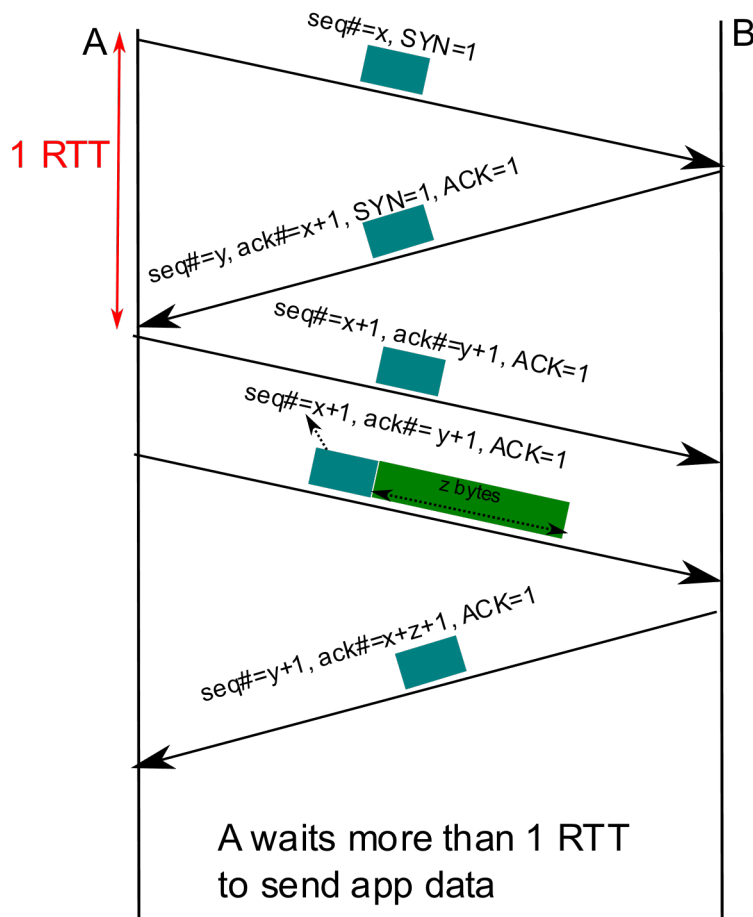 A
B
seq#=x, SYN=1
1 RTT
seq#=y, ack#=x+1, SYN=1, ACK=1
seq#=x+1, ack#=y+1, ACK=1
seq#=x+1, ack#= y+1, ACK=1
z bytes
seq#=y+1, ack#=x+z+1, ACK=1
A waits more than 1 RTT
to send app data